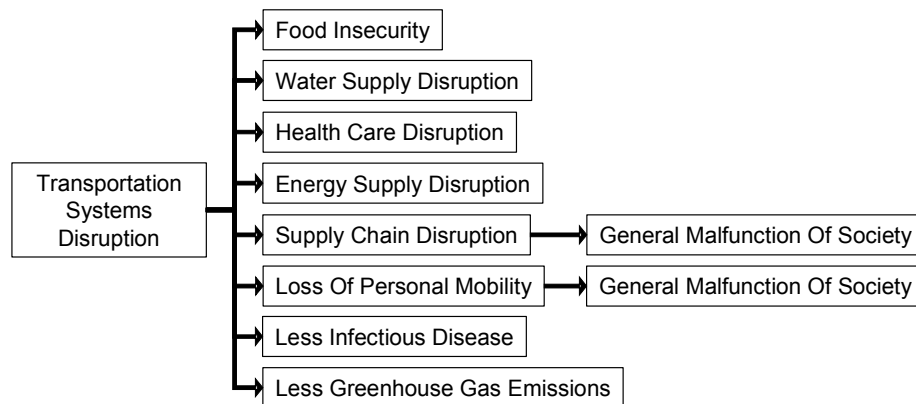 Food Insecurity
Water Supply Disruption
Health Care Disruption
Transportation
Systems
Disruption
Energy Supply Disruption
Supply Chain Disruption
General Malfunction Of Society
Loss Of Personal Mobility
General Malfunction Of Society
Less Infectious Disease
Less Greenhouse Gas Emissions